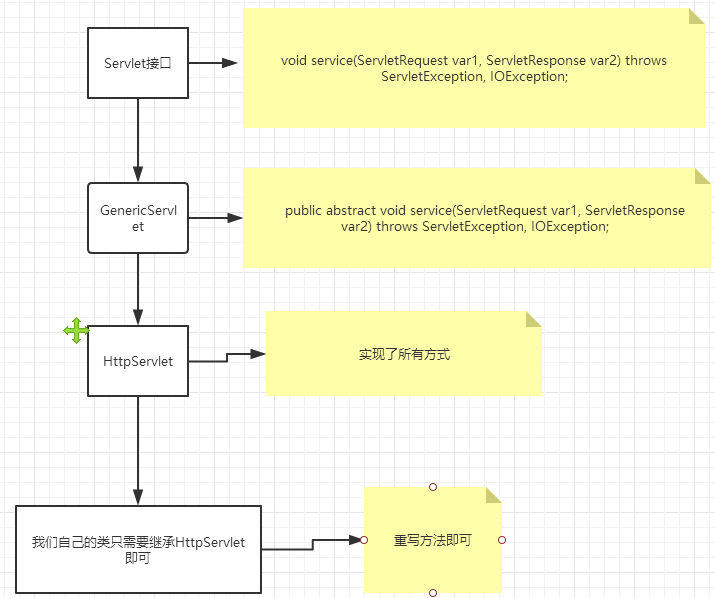 Servlet接口
void service(ServletRequest var1, ServletResponse var2) throws
ServletException, IOException;
GenericServl
et
public abstract void service(ServletRequest var1, ServletResponse
var2) throws ServletException, IOException;
HttpServlet
实现了所有方式
我们自己的类只需要继承HttpServlet
即可
重写方法即可